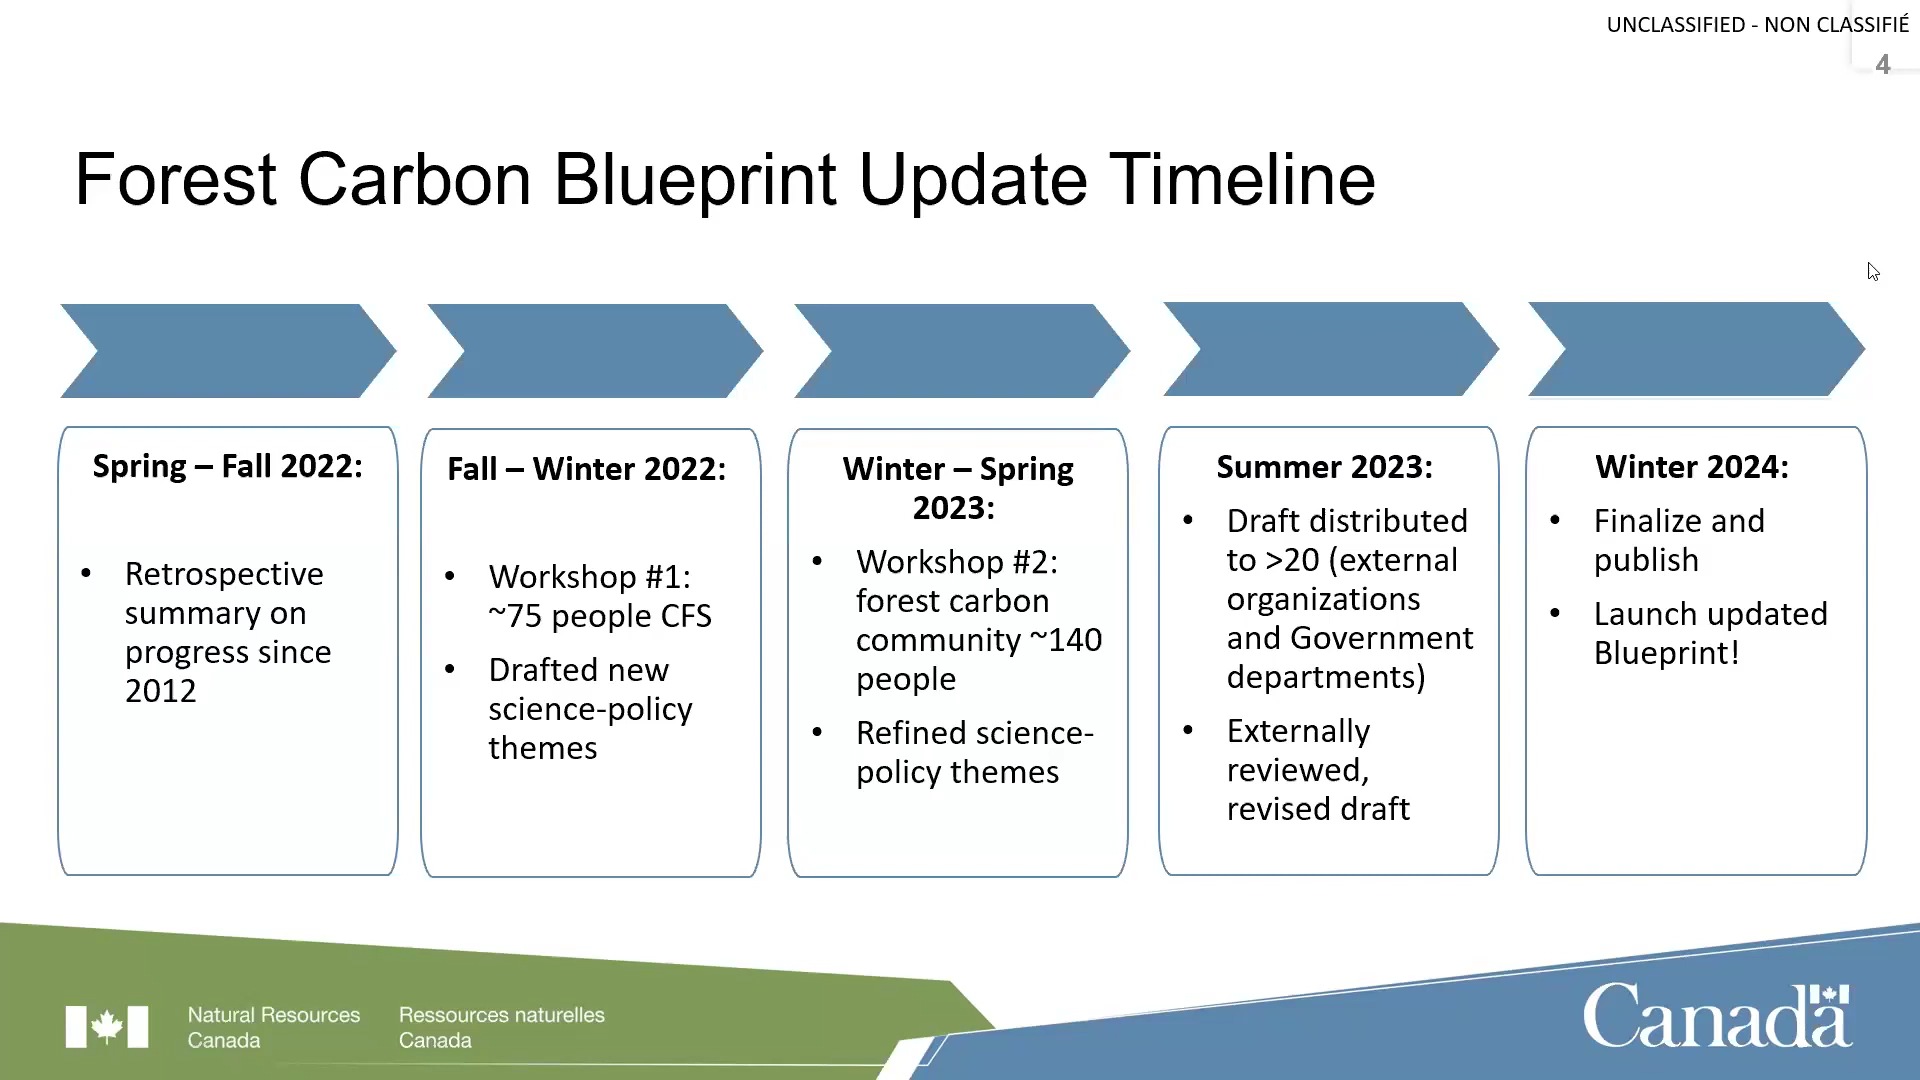 UNCLASSIFIED - NON CLASSIFIÉ
4
Forest Carbon Blueprint Update Timeline
Spring – Fall 2022:
• Retrospective
summary on
progress since
2012
Fall – Winter 2022:
• Workshop #1:
~75 people CFS
• Drafted new
science-policy
themes
Winter – Spring
2023:
• Workshop #2:
forest carbon
community ~140
people
• Refined science-
policy themes
Summer 2023:
• Draft distributed
to >20 (external
organizations
and Government
departments)
• Externally
reviewed,
revised draft
Winter 2024:
• Finalize and
publish
• Launch updated
Blueprint!
Natural Resources
Canada
Ressources naturelles
Canada
Canada